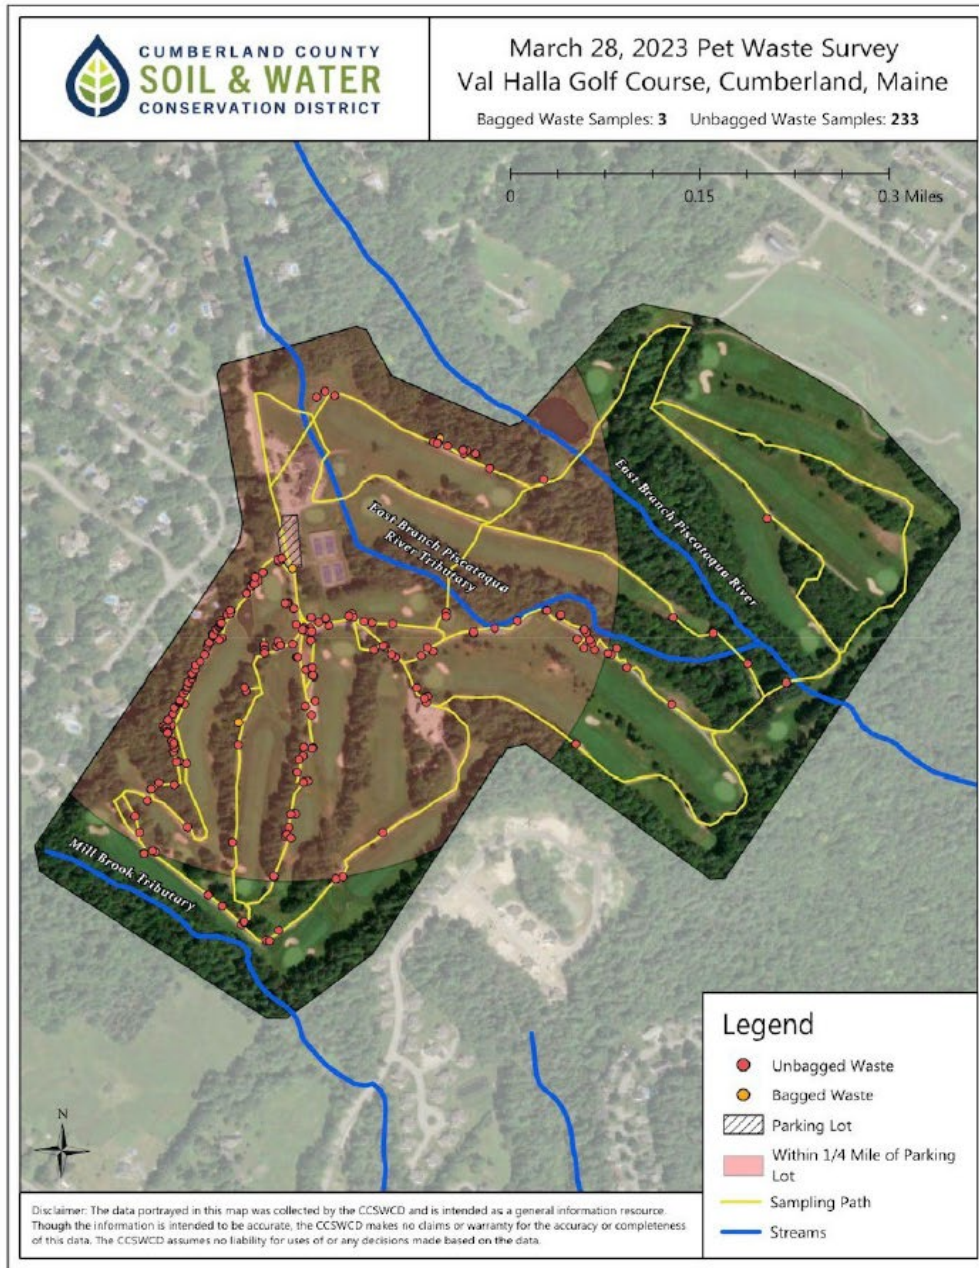 CUMBERLAND COUNTY
SOIL & WATER
CONSERVATION DISTRICT
March 28, 2023 Pet Waste Survey
Val Halla Golf Course, Cumberland, Maine
Bagged Waste Samples: 3 Unbagged Waste Samples: 233
0 0.15 0.3 Miles
East Branch Piscataqua River
East Branch Piscatoqua
River Tributary
Mill Brook Tributary
Legend
Unbagged Waste
Bagged Waste
Parking Lot
Within 1/4 Mile of Parking
Lot
Sampling Path
Streams
N
Disclaimer: The data portrayed in this map was collected by the CCSWCD and is intended as a general information resource.
Though the information is intended to be accurate, the CCSWCD makes no claims or warranty for the accuracy or completeness
of this data. The CCSWCD assumes no liability for uses of or any decisions made based on the data.